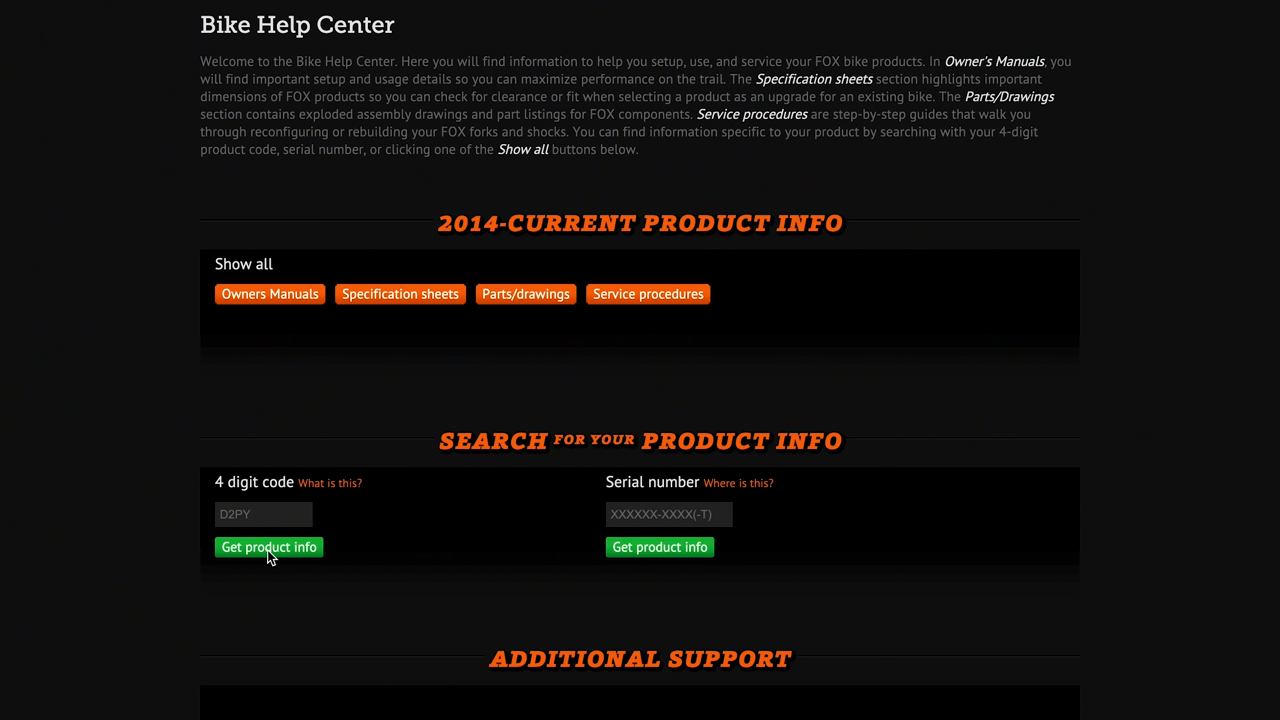 Bike Help Center
Welcome to the Bike Help Center. Here you will find information to help you setup, use, and service your FOX bike products. In Owner's Manuals, you
will find important setup and usage details so you can maximize performance on the trail. The Specification sheets section highlights important
dimensions of FOX products so you can check for clearance or fit when selecting a product as an upgrade for an existing bike. The Parts/Drawings
section contains exploded assembly drawings and part listings for FOX components. Service procedures are step-by-step guides that walk you
through reconfiguring or rebuilding your FOX forks and shocks. You can find information specific to your product by searching with your 4-digit
product code, serial number, or clicking one of the Show all buttons below.
2014-CURRENT PRODUCT INFO
Show all
Owners Manuals Specification sheets Parts/drawings Service procedures
SEARCH FOR YOUR PRODUCT INFO
4 digit code What is this? Serial number Where is this?
D2PY XXXXXX-XXXX(-T)
Get product info Get product info
ADDITIONAL SUPPORT